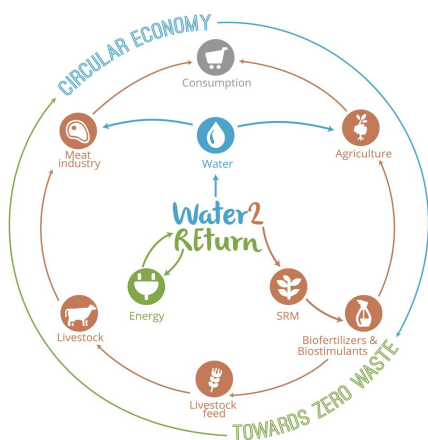 CIRCULAR ECONOMY
Consumption
Meat
industry
Water
Agriculture
Water2
REturn
Energy
SRM
Livestock
Biofertilizers &
Biostimulants
Livestock
feed
TOWARDS ZERO WASTE